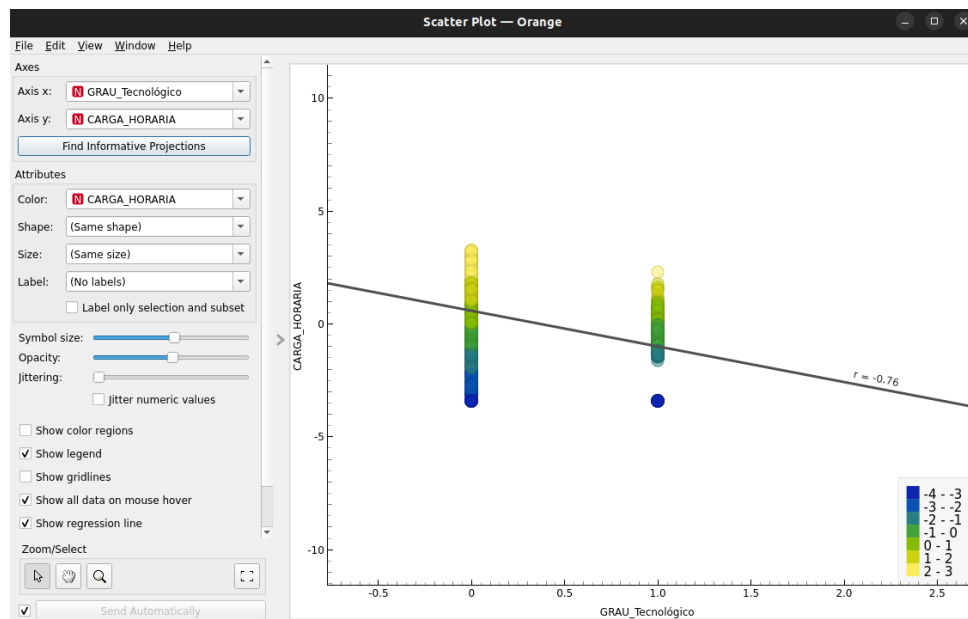 Scatter Plot — Orange
File Edit View Window Help
Axes
Axis x: N GRAU_Tecnológico
Axis y: N CARGA_HORARIA
Find Informative Projections
Attributes
Color: N CARGA_HORARIA
Shape: (Same shape)
Size: (Same size)
Label: (No labels)
Label only selection and subset
Symbol size:
Opacity:
Jittering:
Jitter numeric values
Show color regions
Show legend
Show gridlines
Show all data on mouse hover
Show regression line
Zoom/Select
Send Automatically
10
5
0
-5
-10
CARGA_HORARIA
r = -0.76
-4 - -3
-3 - -2
-2 - -1
-1 - 0
0 - 1
1 - 2
2 - 3
-0.5 0 0.5 1.0 1.5 2.0 2.5
GRAU_Tecnológico